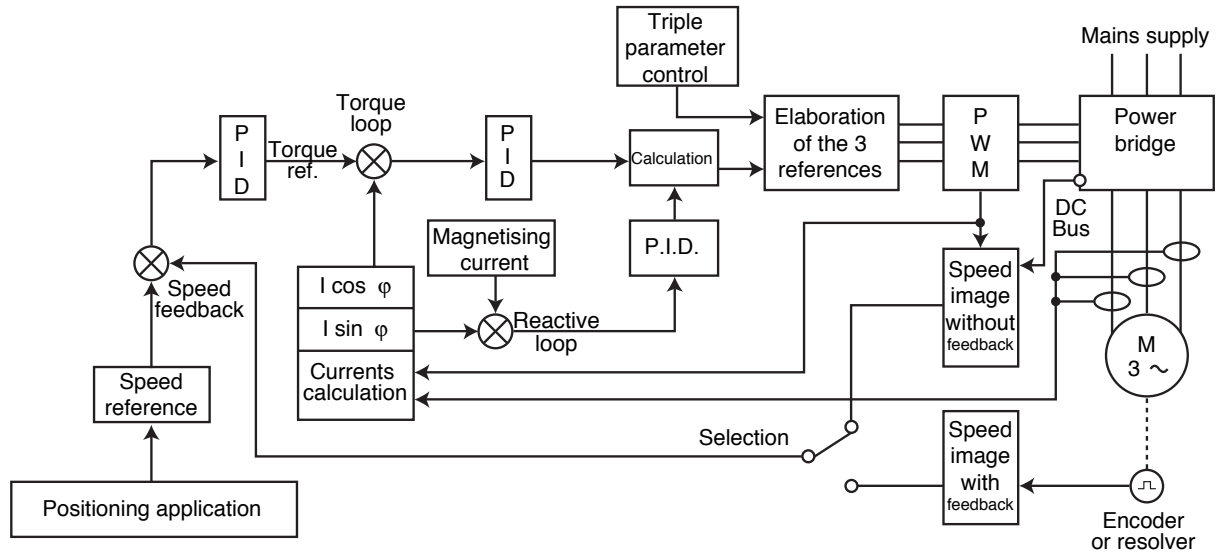 Triple
parameter
control
Mains supply
Torque
loop
P
I
D
Torque
ref.
P
I
D
Calculation
Elaboration
of the 3
references
P
W
M
Power
bridge
DC
Bus
Magnetising
current
P.I.D.
Speed
feedback
I cos φ
I sin φ
Currents
calculation
Reactive
loop
Speed
image
without
feedback
M
3 ~
Speed
reference
Selection
Speed
image
with
feedback
Positioning application
Encoder
or resolver